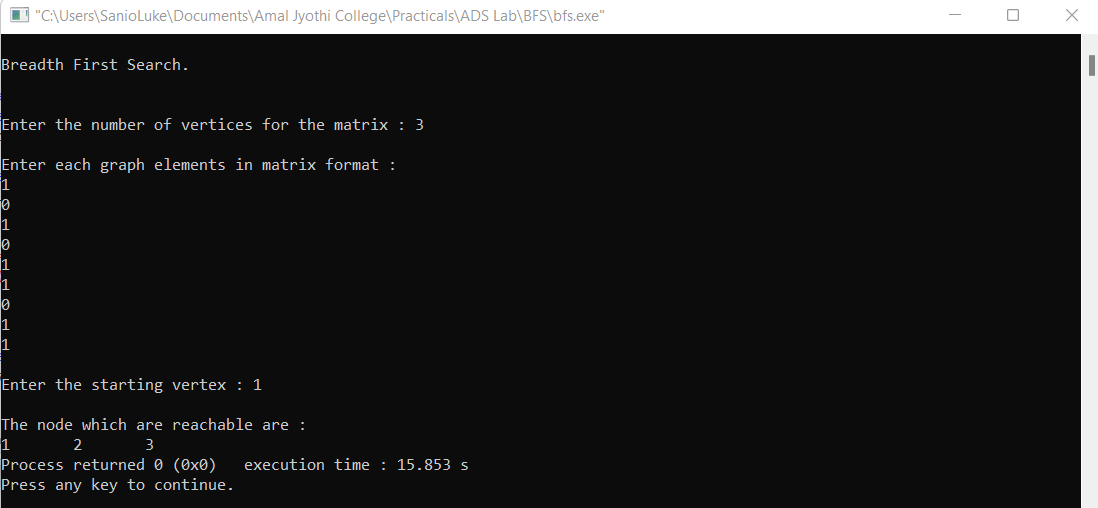 "C:\Users\SanioLuke\Documents\Amal Jyothi College\Practicals\ADS Lab\BFS\bfs.exe"
Breadth First Search.
Enter the number of vertices for the matrix : 3
Enter each graph elements in matrix format :
1
0
1
0
1
1
0
1
1
Enter the starting vertex : 1
The node which are reachable are :
1 2 3
Process returned 0 (0x0) execution time : 15.853 s
Press any key to continue.